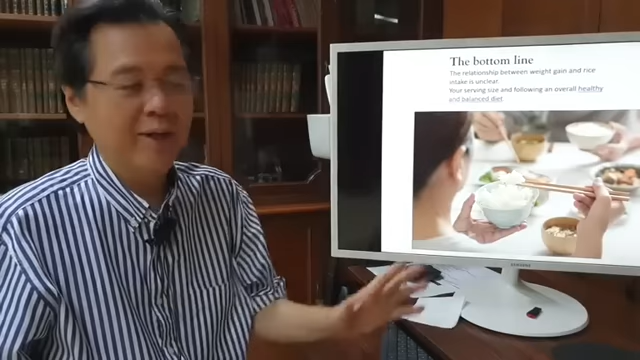 The bottom line
The relationship between weight gain and rice
intake is unclear.
Your serving size and following an overall healthy
and balanced diet.
SAMSUNG